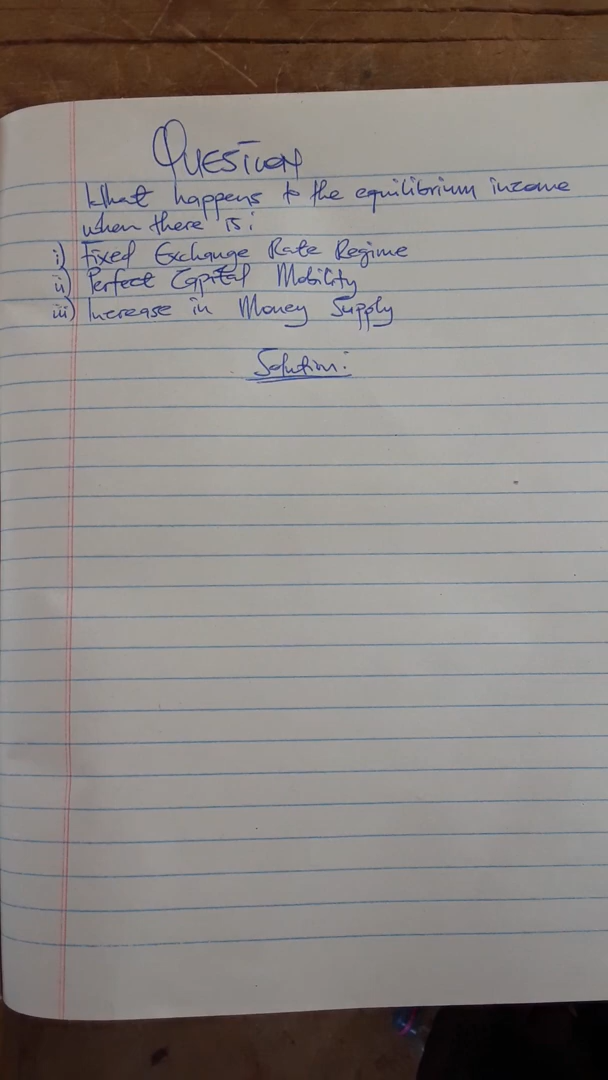 QUESTION
What happens to the equilibrium income
when there is:
i) Fixed Exchange Rate Regime
ii) Perfect Capital Mobility
iii) Increase in Money Supply
Solution: